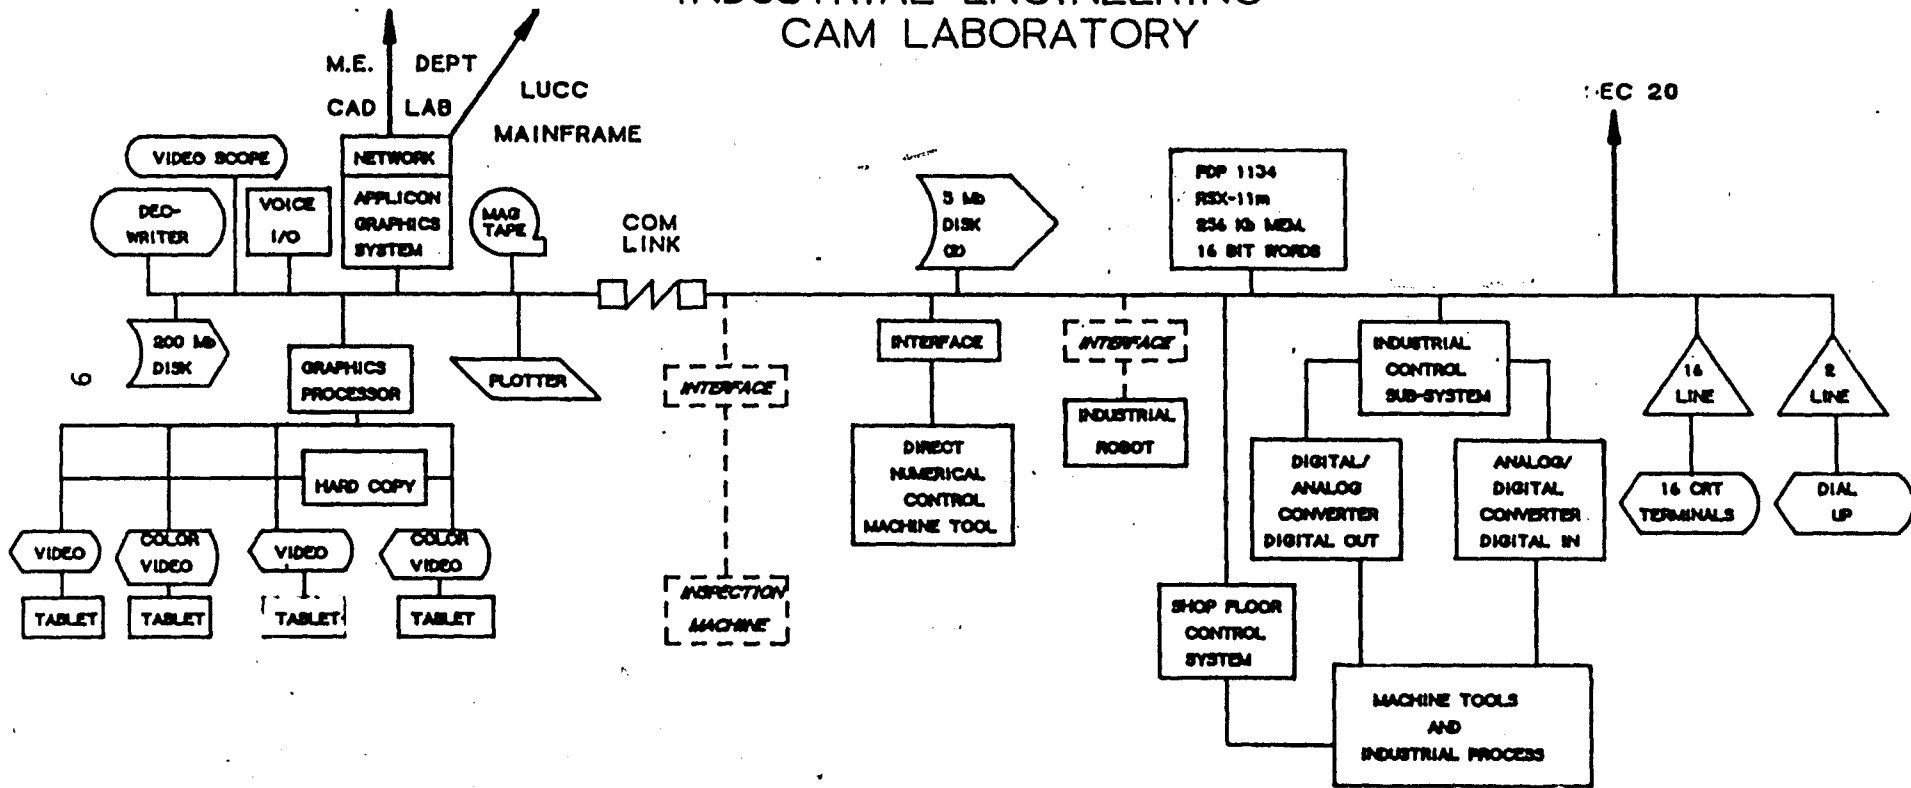 INDUSTRIAL ENGINEERING
CAM LABORATORY
M.E. DEPT
CAD LAB
LUCC
MAINFRAME
EC 20
VIDEO SCOPE
NETWORK
APPLICON
GRAPHICS
SYSTEM
DEC-
WRITER
VOICE
I/O
MAG
TAPE
COM
LINK
5 Mb
DISK
(2)
PDP 1134
RSX-11m
256 Kb MEM.
16 BIT WORDS
200 Mb
DISK
GRAPHICS
PROCESSOR
PLOTTER
INTERFACE
INTERFACE
INTERFACE
INDUSTRIAL
CONTROL
SUB-SYSTEM
16
LINE
2
LINE
6
HARD COPY
DIRECT
NUMERICAL
CONTROL
MACHINE TOOL
INDUSTRIAL
ROBOT
DIGITAL/
ANALOG
CONVERTER
DIGITAL OUT
ANALOG/
DIGITAL
CONVERTER
DIGITAL IN
16 CRT
TERMINALS
DIAL
UP
VIDEO
COLOR
VIDEO
VIDEO
COLOR
VIDEO
TABLET
TABLET
TABLET
TABLET
INSPECTION
MACHINE
SHOP FLOOR
CONTROL
SYSTEM
MACHINE TOOLS
AND
INDUSTRIAL PROCESS